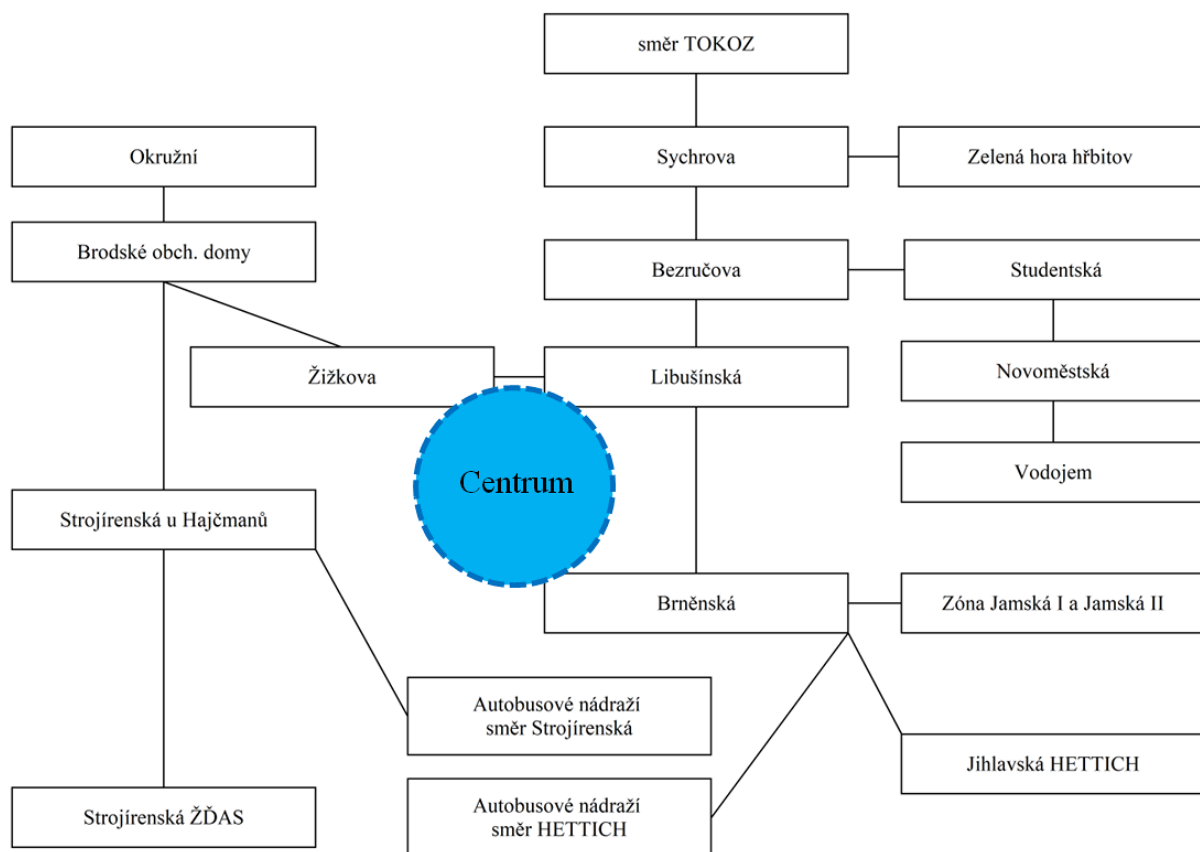 směr TOKOZ
Okružní
Sychrova
Zelená hora hřbitov
Brodské obch. domy
Bezručova
Studentská
Žižkova
Libušínská
Novoměstská
Centrum
Vodojem
Strojírenská u Hajčmanů
Brněnská
Zóna Jamská I a Jamská II
Autobusové nádraží
směr Strojírenská
Jihlavská HETTICH
Strojírenská ŽĎAS
Autobusové nádraží
směr HETTICH